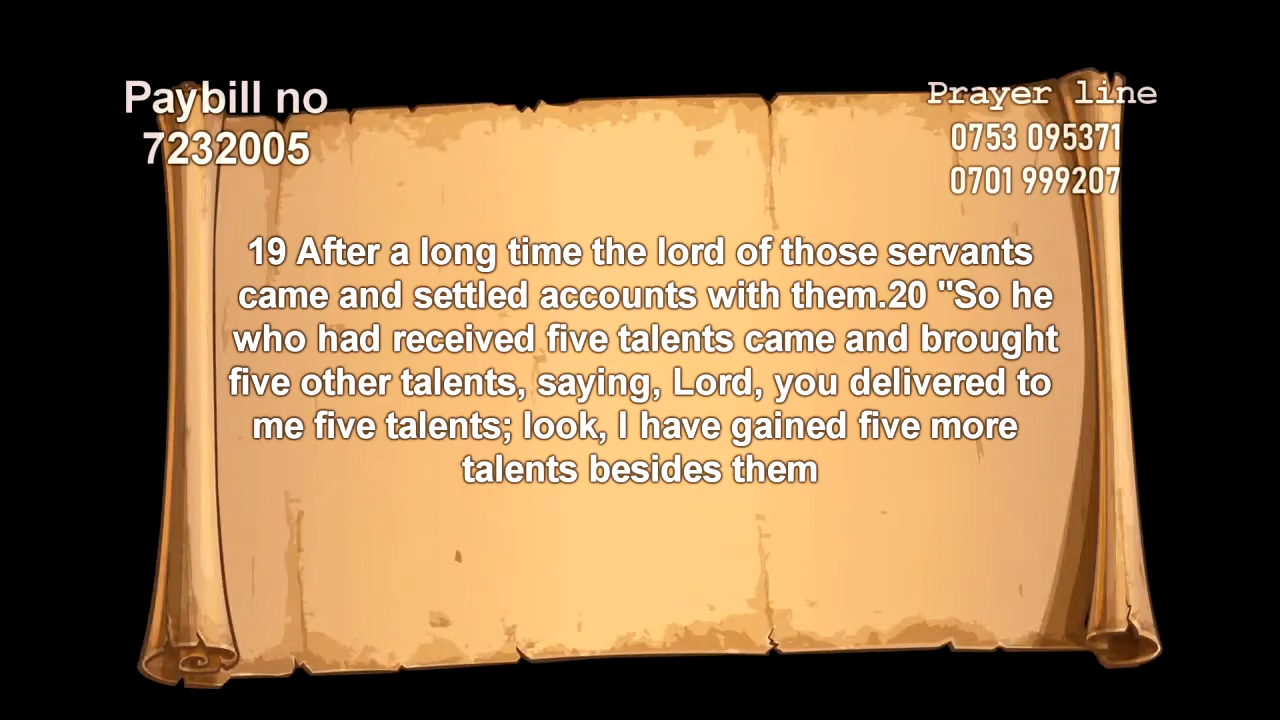 Paybill no
7232005
Prayer line
0753 095371
0701 999207
19 After a long time the lord of those servants
came and settled accounts with them.20 "So he
who had received five talents came and brought
five other talents, saying, Lord, you delivered to
me five talents; look, I have gained five more
talents besides them